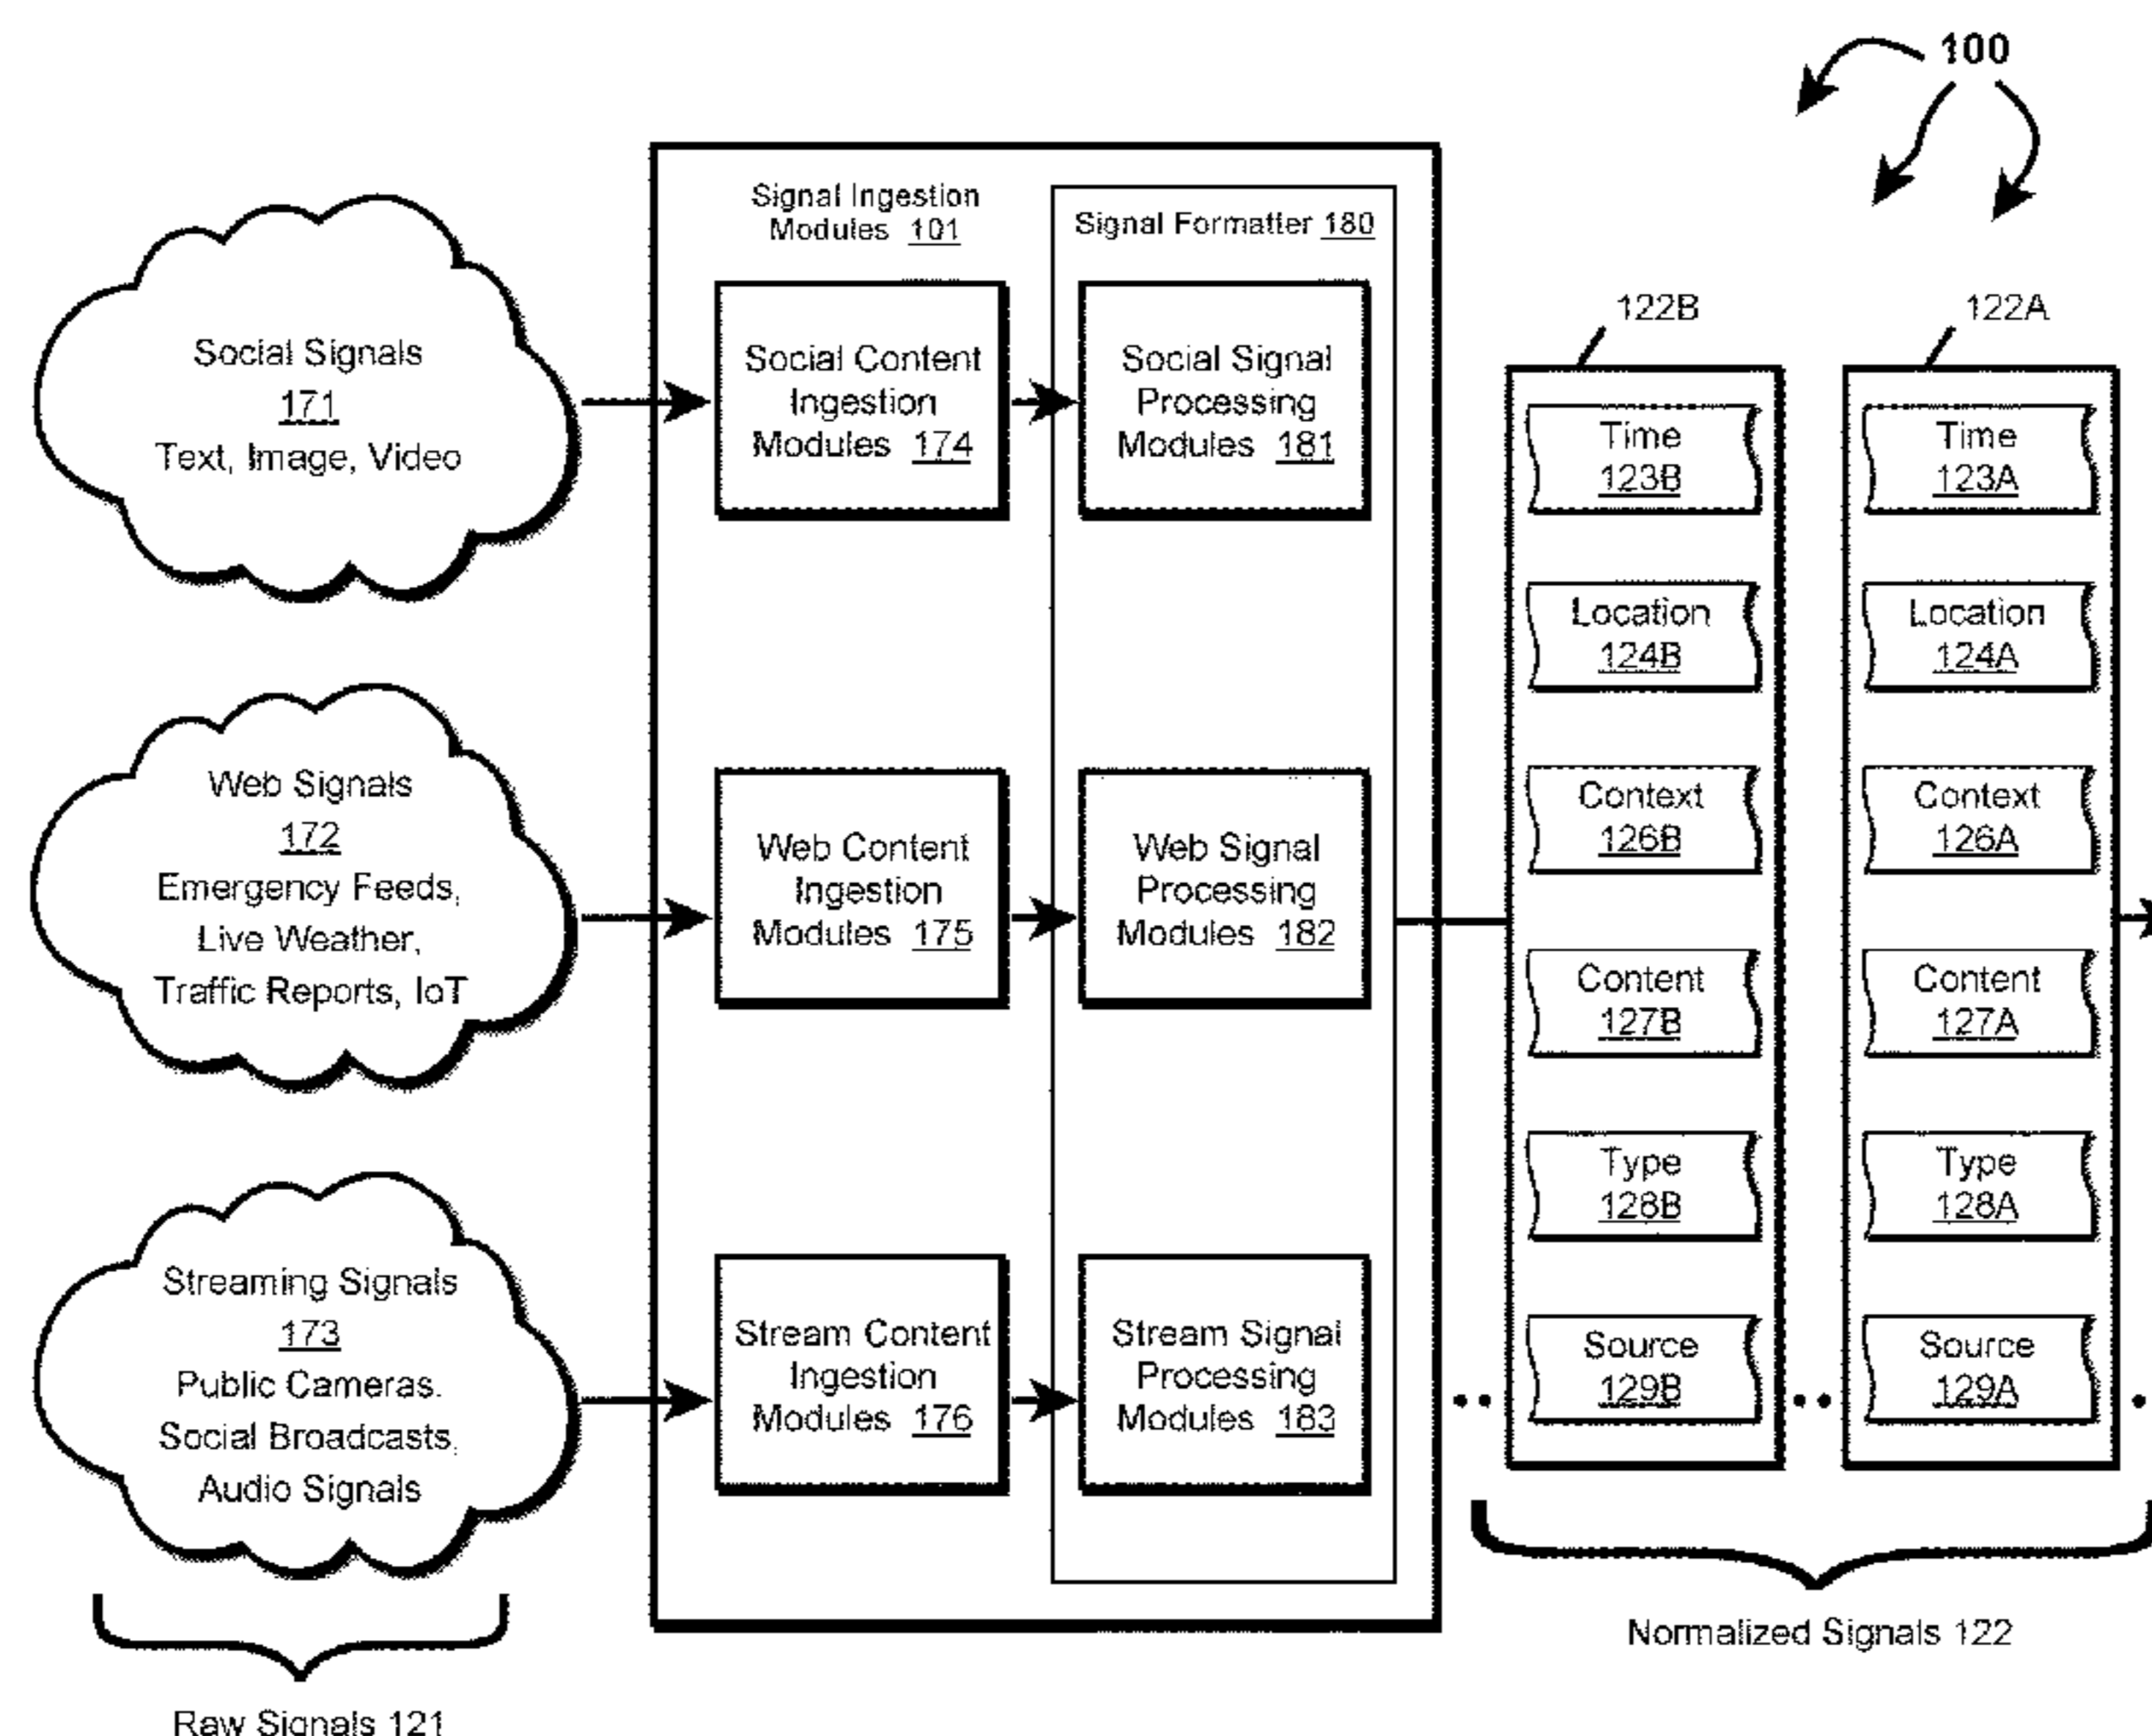 100
Signal Ingestion
Modules 101
Signal Formatter 180
122B
122A
Social Signals
171
Text, Image, Video
Social Content
Ingestion
Modules 174
Social Signal
Processing
Modules 181
Time
123B
Time
123A
Location
124B
Location
124A
Web Signals
172
Emergency Feeds,
Live Weather,
Traffic Reports, IoT
Web Content
Ingestion
Modules 175
Web Signal
Processing
Modules 182
Context
126B
Context
126A
Content
127B
Content
127A
Type
128B
Type
128A
Streaming Signals
173
Public Cameras.
Social Broadcasts,
Audio Signals
Stream Content
Ingestion
Modules 176
Stream Signal
Processing
Modules 183
Source
129B
Source
129A
Normalized Signals 122
Raw Signals 121